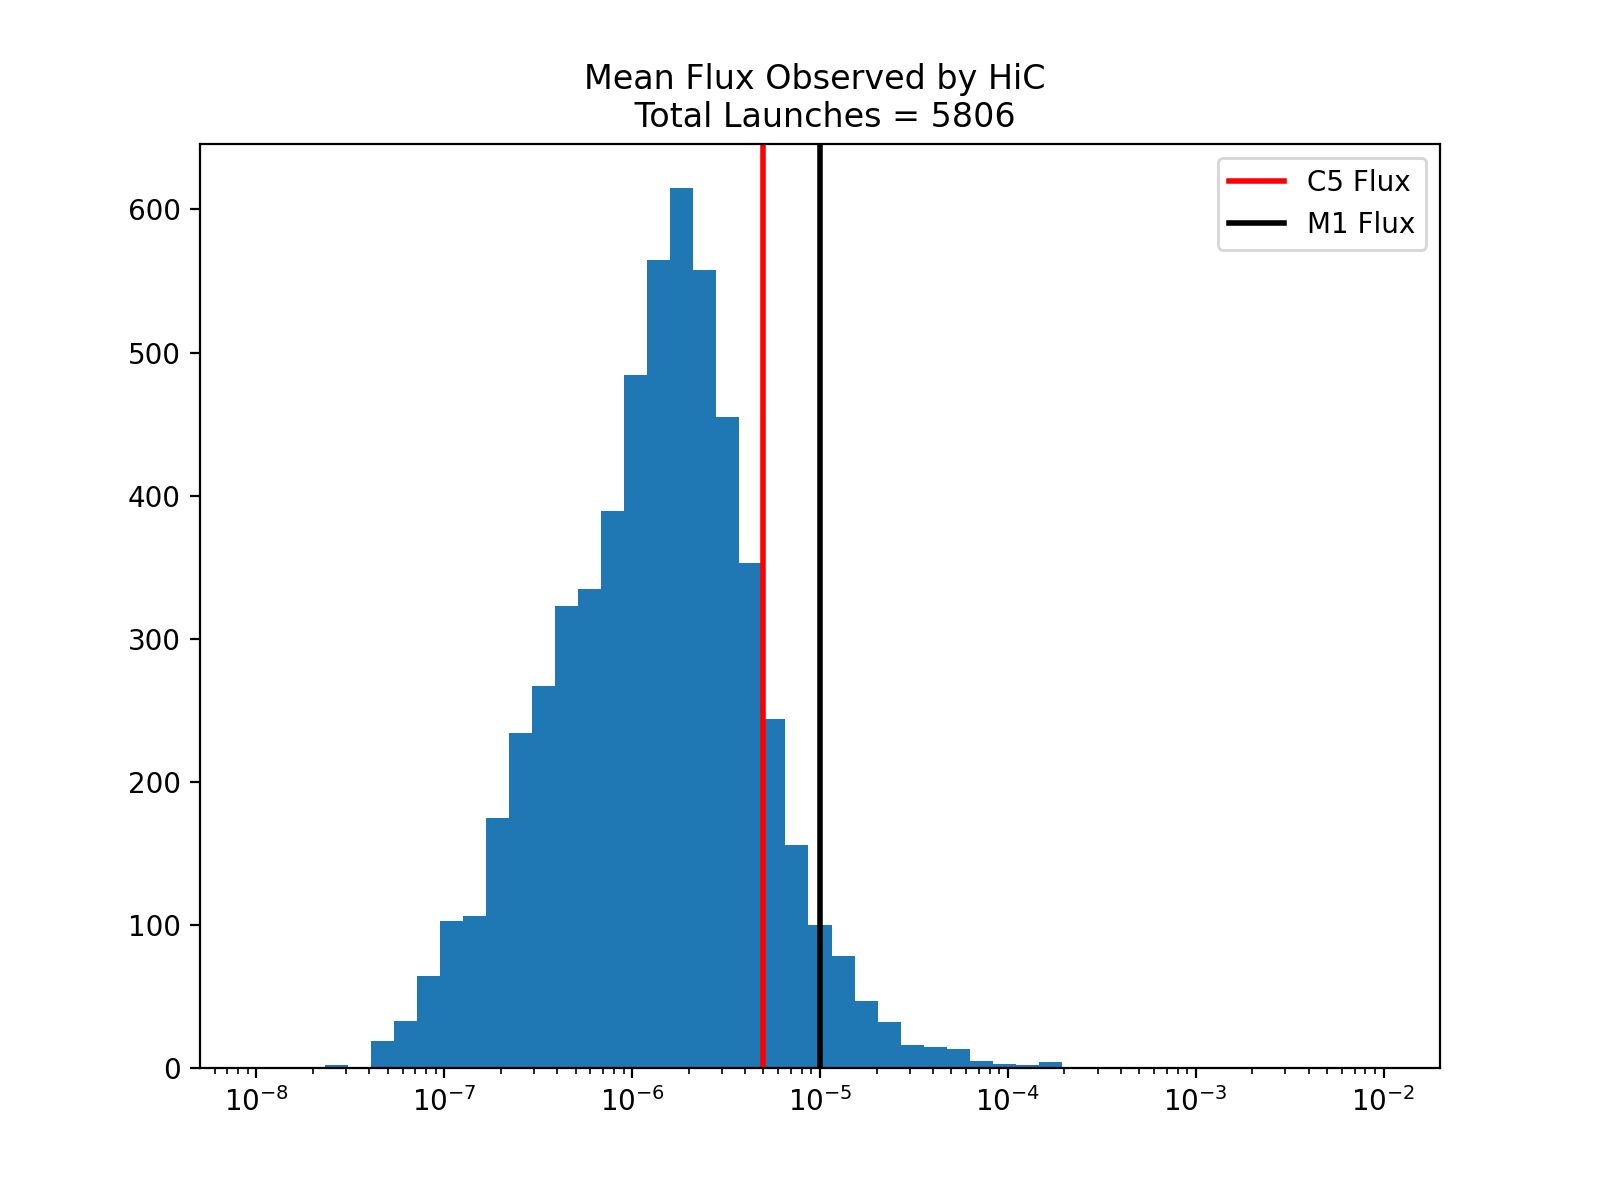 Mean Flux Observed by HiC
Total Launches = 5806
C5 Flux
M1 Flux
600
500
400
300
200
100
0
10⁻⁸ 10⁻⁷ 10⁻⁶ 10⁻⁵ 10⁻⁴ 10⁻³ 10⁻²